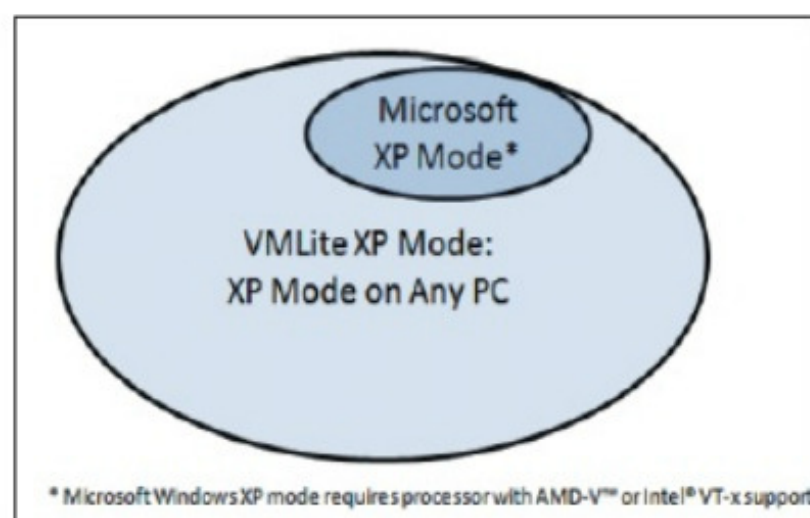 Microsoft
XP Mode*
VMLite XP Mode:
XP Mode on Any PC
* Microsoft Windows XP mode requires processor with AMD-V™ or Intel® VT-x support